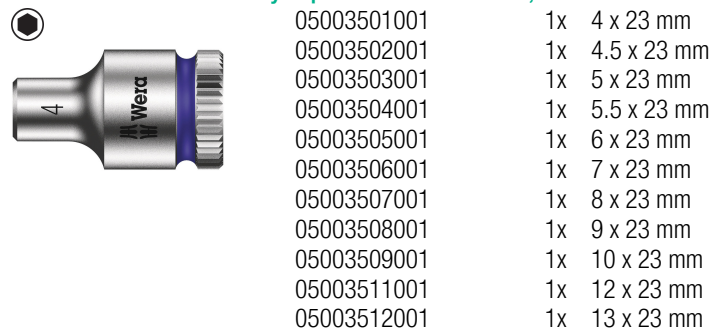 05003501001 1x 4 x 23 mm
05003502001 1x 4.5 x 23 mm
05003503001 1x 5 x 23 mm
05003504001 1x 5.5 x 23 mm
05003505001 1x 6 x 23 mm
05003506001 1x 7 x 23 mm
05003507001 1x 8 x 23 mm
05003508001 1x 9 x 23 mm
05003509001 1x 10 x 23 mm
05003511001 1x 12 x 23 mm
05003512001 1x 13 x 23 mm
4
Wera